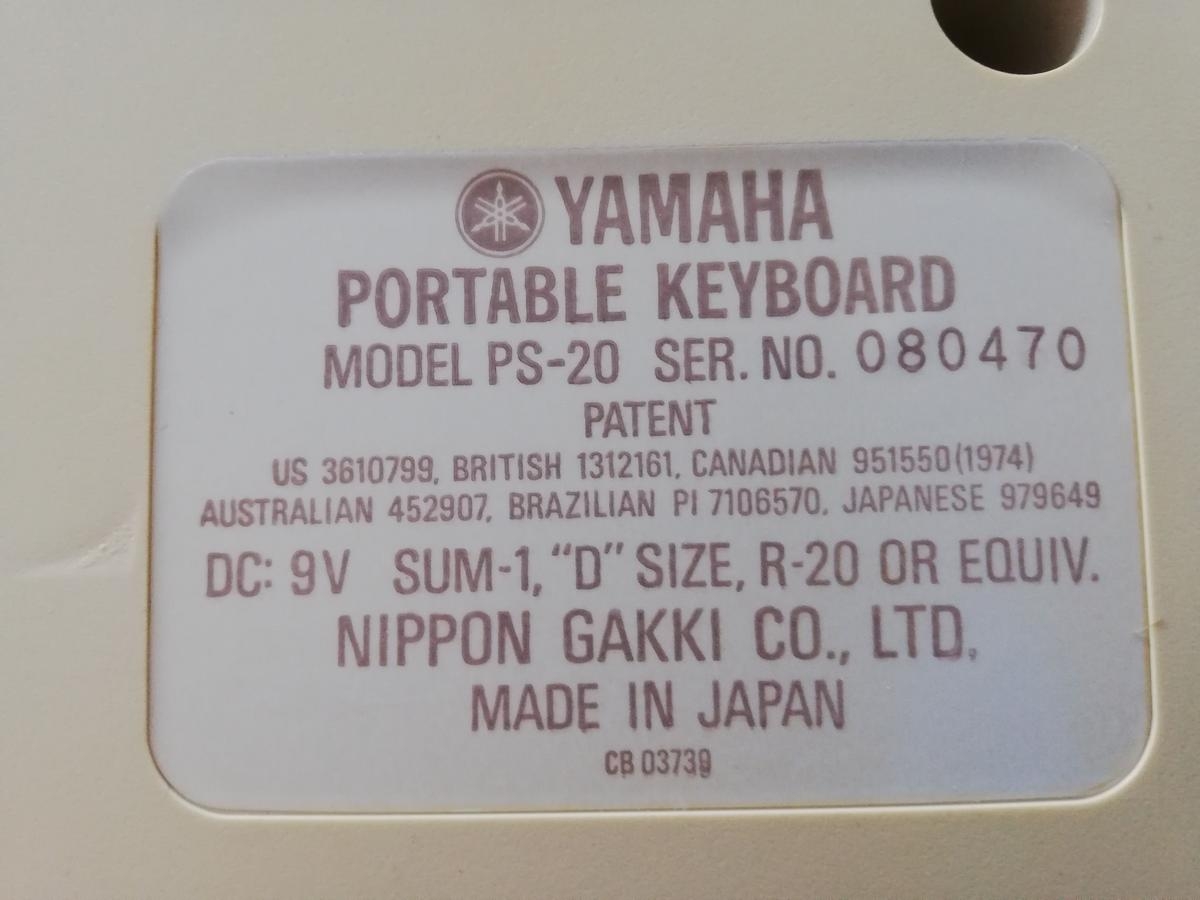 YAMAHA
PORTABLE KEYBOARD
MODEL PS-20 SER. NO. 080470
PATENT
US 3610799, BRITISH 1312161, CANADIAN 951550(1974)
AUSTRALIAN 452907, BRAZILIAN PI 7106570, JAPANESE 979649
DC: 9V SUM-1, “D” SIZE, R-20 OR EQUIV.
NIPPON GAKKI CO., LTD.
MADE IN JAPAN
CB 03739